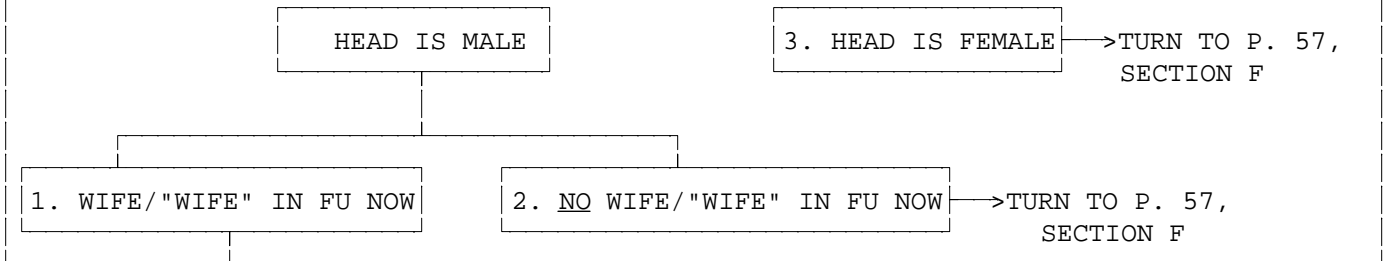 HEAD IS MALE
3. HEAD IS FEMALE
TURN TO P. 57,
SECTION F
1. WIFE/"WIFE" IN FU NOW
2. NO WIFE/"WIFE" IN FU NOW
TURN TO P. 57,
SECTION F